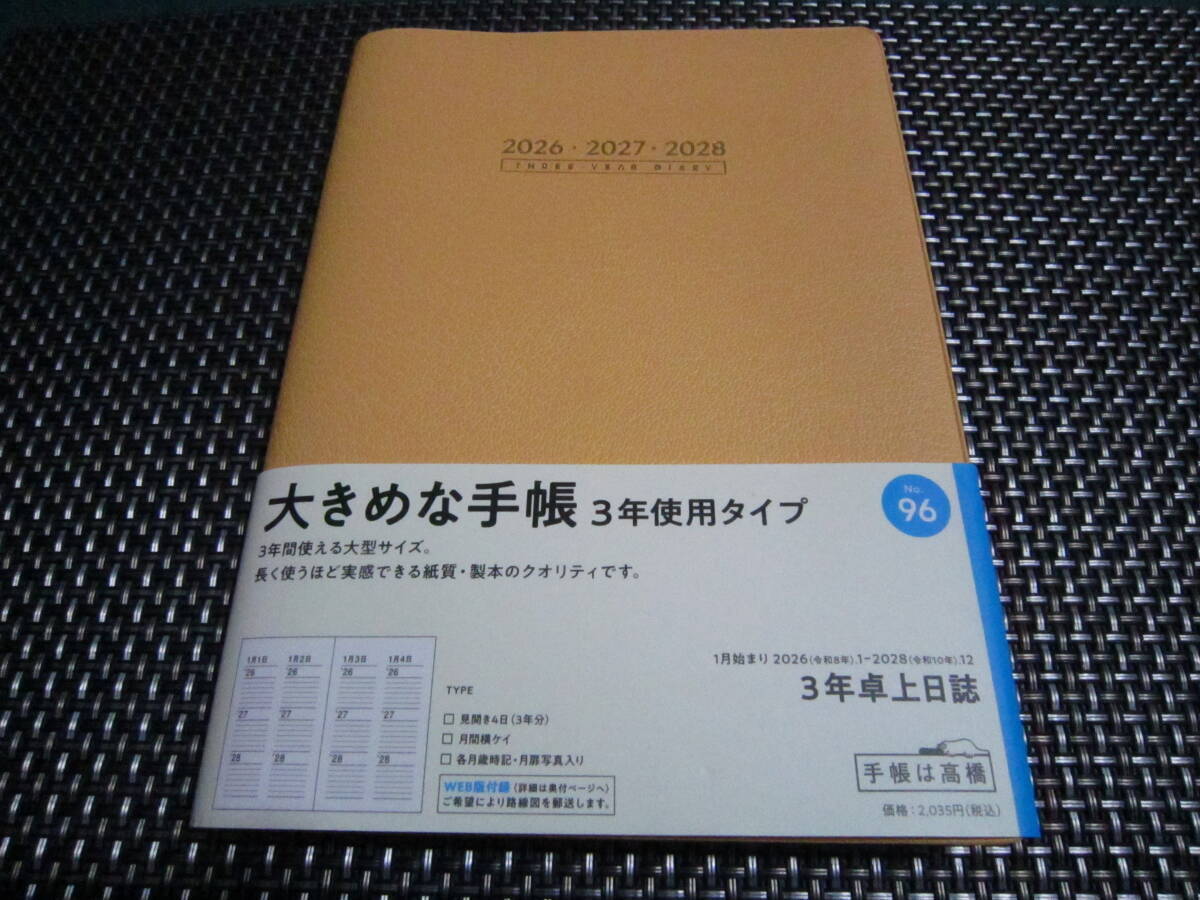 2026・2027・2028
THREE YEAR DIARY
大きめな手帳 3年使用タイプ
No.
96
3年間使える大型サイズ。
長く使うほど実感できる紙質・製本のクオリティです。
1月1日 1月2日 1月3日 1月4日
'26 '26 '26 '26
'27 '27 '27 '27
'28 '28 '28 '28
TYPE
□ 見開き4日(3年分)
□ 月間横ケイ
□ 各月歳時記・月扉写真入り
WEB版付録(詳細は奥付ページへ)
ご希望により路線図を郵送します。
1月始まり 2026(令和8年).1-2028(令和10年).12
3年卓上日誌
手帳は高橋
価格:2,035円(税込)